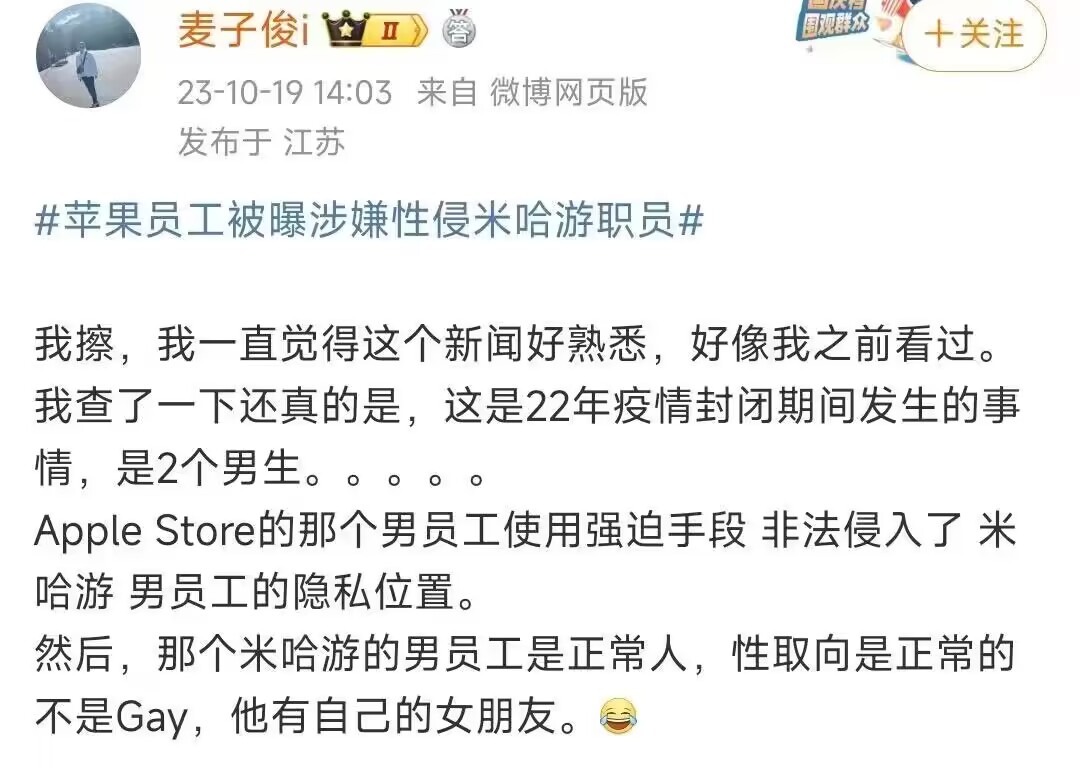 麦子俊i II 答
国庆档
围观群众
+关注
23-10-19 14:03 来自 微博网页版
发布于 江苏
#苹果员工被曝涉嫌性侵米哈游职员#
我擦，我一直觉得这个新闻好熟悉，好像我之前看过。
我查了一下还真的是，这是22年疫情封闭期间发生的事
情，是2个男生。。。。。
Apple Store的那个男员工使用强迫手段 非法侵入了 米
哈游 男员工的隐私位置。
然后，那个米哈游的男员工是正常人，性取向是正常的
不是Gay，他有自己的女朋友。😂